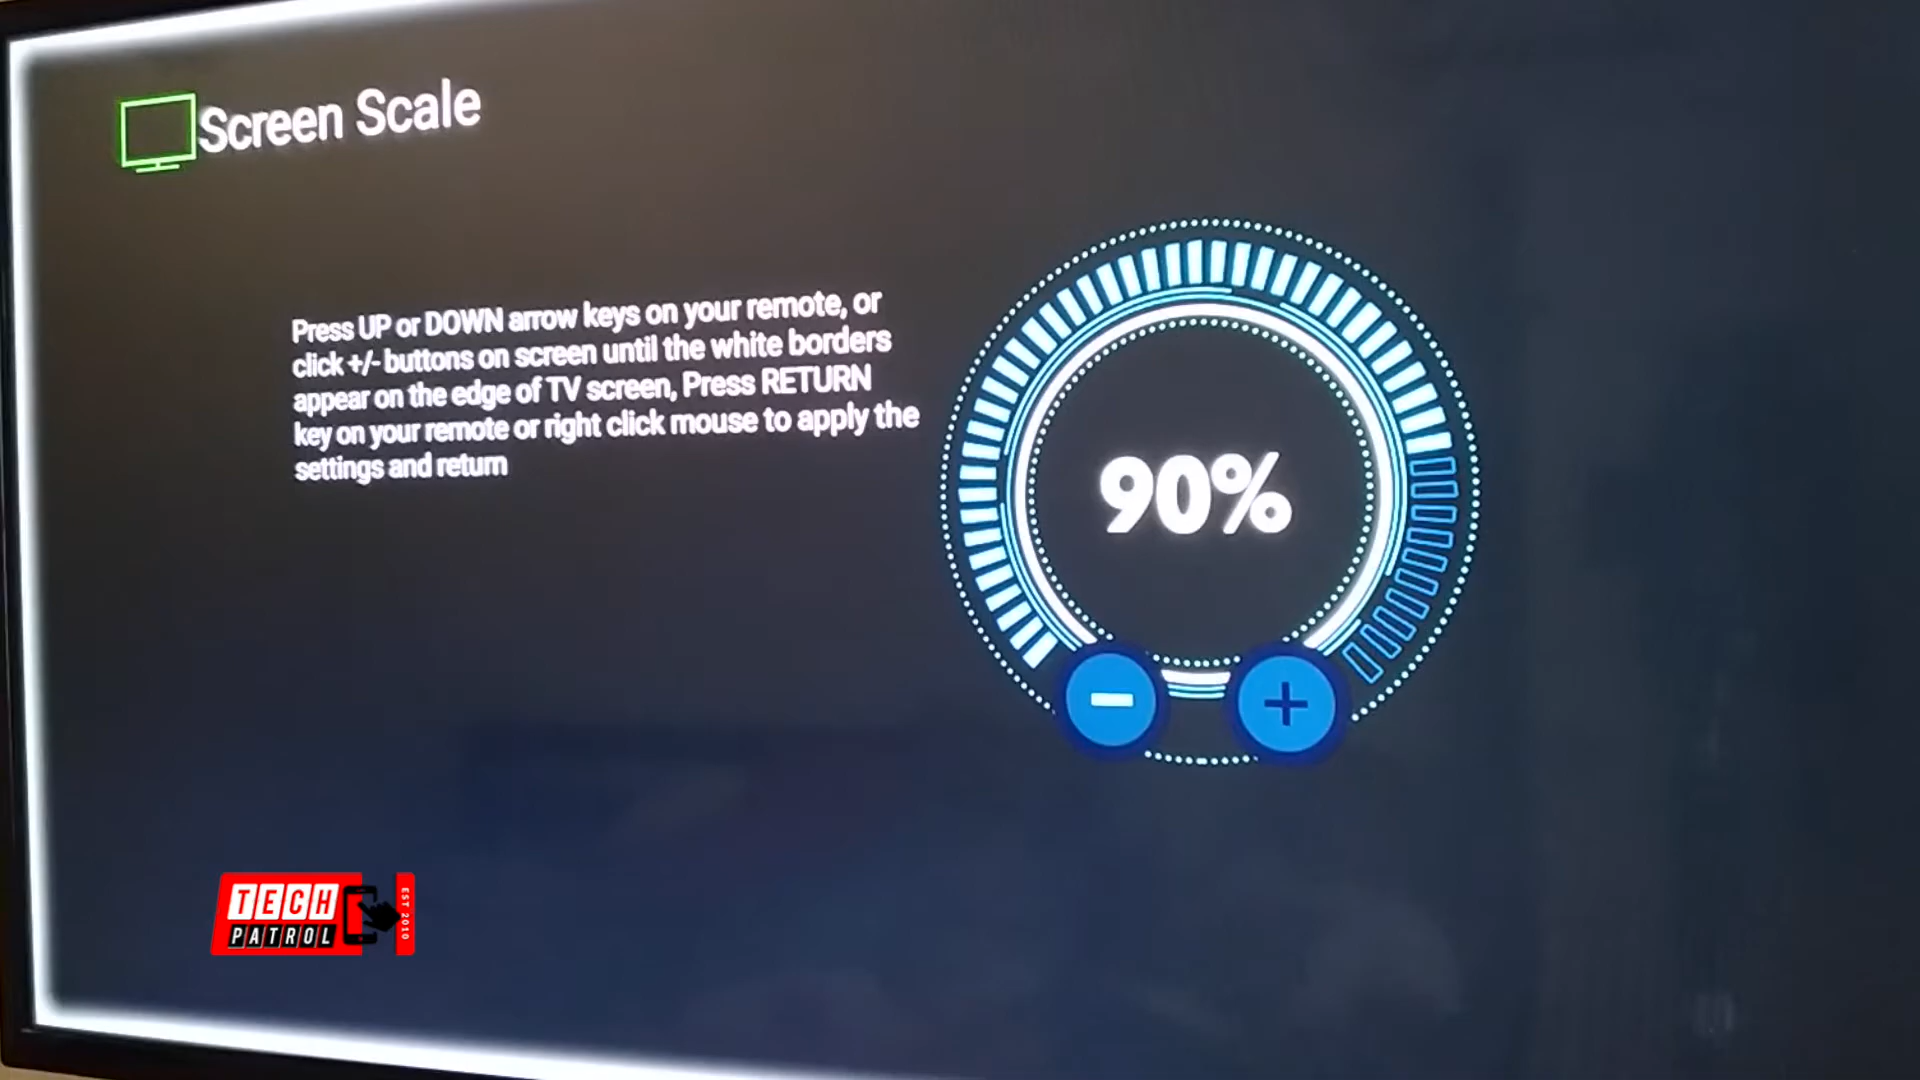 Screen Scale
Press UP or DOWN arrow keys on your remote, or
click +/- buttons on screen until the white borders
appear on the edge of TV screen, Press RETURN
key on your remote or right click mouse to apply the
settings and return
90%
- +
TECH
PATROL
EST 2010